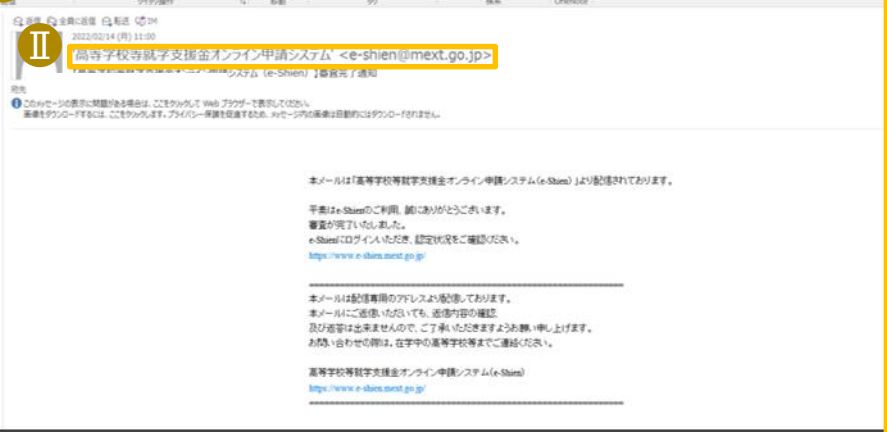 返信 全員に返信 転送 IM
2022/02/14 (月) 11:00
Ⅱ
'高等学校等就学支援金オンライン申請システム' <e-shien@mext.go.jp>
システム（e-Shien）】審査完了通知
宛先
このメッセージの表示に問題がある場合は、ここをクリックして Web ブラウザーで表示してください。
画像をダウンロードするには、ここをクリックします。プライバシー保護を促進するため、メッセージ内の画像は自動的にはダウンロードされません。
本メールは「高等学校等就学支援金オンライン申請システム（e-Shien）」より配信されております。
平素はe-Shienのご利用、誠にありがとうございます。
審査が完了いたしました。
e-Shienにログインいただき、認定状況をご確認ください。
https://www.e-shien.mext.go.jp/
本メールは配信専用のアドレスより配信しております。
本メールにご返信いただいても、返信内容の確認、
及び返答は出来ませんので、ご了承いただきますようお願い申し上げます。
お問い合わせの際は、在学中の高等学校等までご連絡ください。
高等学校等就学支援金オンライン申請システム(e-Shien)
https://www.e-shien.mext.go.jp/